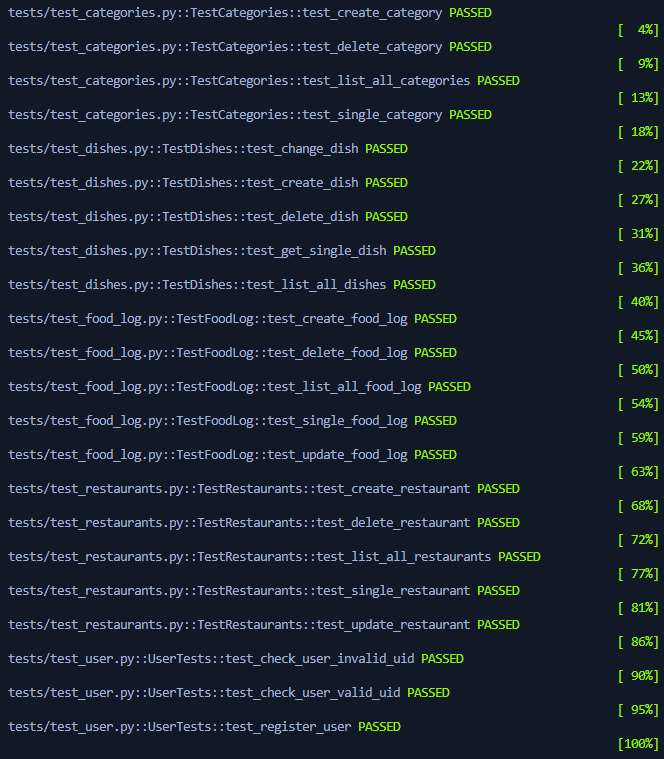 tests/test_categories.py::TestCategories::test_create_category PASSED
[  4%]
tests/test_categories.py::TestCategories::test_delete_category PASSED
[  9%]
tests/test_categories.py::TestCategories::test_list_all_categories PASSED
[ 13%]
tests/test_categories.py::TestCategories::test_single_category PASSED
[ 18%]
tests/test_dishes.py::TestDishes::test_change_dish PASSED
[ 22%]
tests/test_dishes.py::TestDishes::test_create_dish PASSED
[ 27%]
tests/test_dishes.py::TestDishes::test_delete_dish PASSED
[ 31%]
tests/test_dishes.py::TestDishes::test_get_single_dish PASSED
[ 36%]
tests/test_dishes.py::TestDishes::test_list_all_dishes PASSED
[ 40%]
tests/test_food_log.py::TestFoodLog::test_create_food_log PASSED
[ 45%]
tests/test_food_log.py::TestFoodLog::test_delete_food_log PASSED
[ 50%]
tests/test_food_log.py::TestFoodLog::test_list_all_food_log PASSED
[ 54%]
tests/test_food_log.py::TestFoodLog::test_single_food_log PASSED
[ 59%]
tests/test_food_log.py::TestFoodLog::test_update_food_log PASSED
[ 63%]
tests/test_restaurants.py::TestRestaurants::test_create_restaurant PASSED
[ 68%]
tests/test_restaurants.py::TestRestaurants::test_delete_restaurant PASSED
[ 72%]
tests/test_restaurants.py::TestRestaurants::test_list_all_restaurants PASSED
[ 77%]
tests/test_restaurants.py::TestRestaurants::test_single_restaurant PASSED
[ 81%]
tests/test_restaurants.py::TestRestaurants::test_update_restaurant PASSED
[ 86%]
tests/test_user.py::UserTests::test_check_user_invalid_uid PASSED
[ 90%]
tests/test_user.py::UserTests::test_check_user_valid_uid PASSED
[ 95%]
tests/test_user.py::UserTests::test_register_user PASSED
[100%]